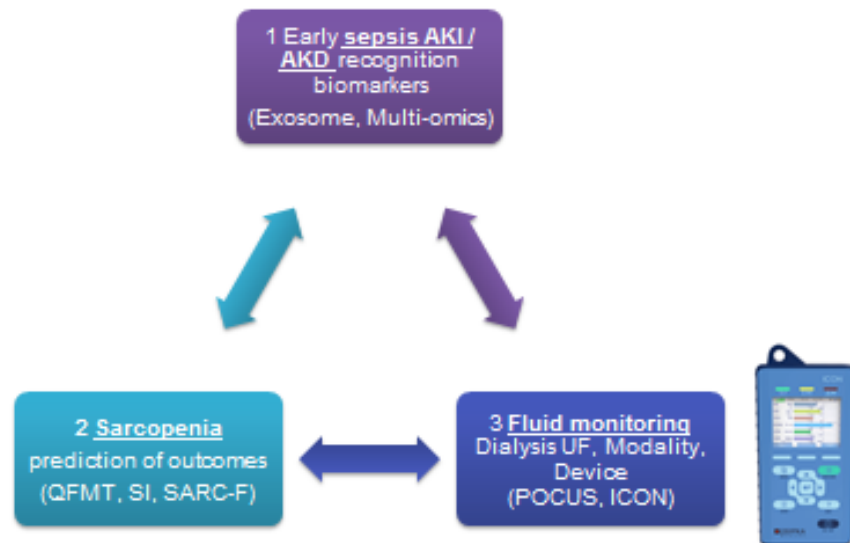 1 Early sepsis AKI /
AKD recognition
biomarkers
(Exosome, Multi-omics)
2 Sarcopenia
prediction of outcomes
(QFMT, SI, SARC-F)
3 Fluid monitoring
Dialysis UF, Modality,
Device
(POCUS, ICON)
ICON